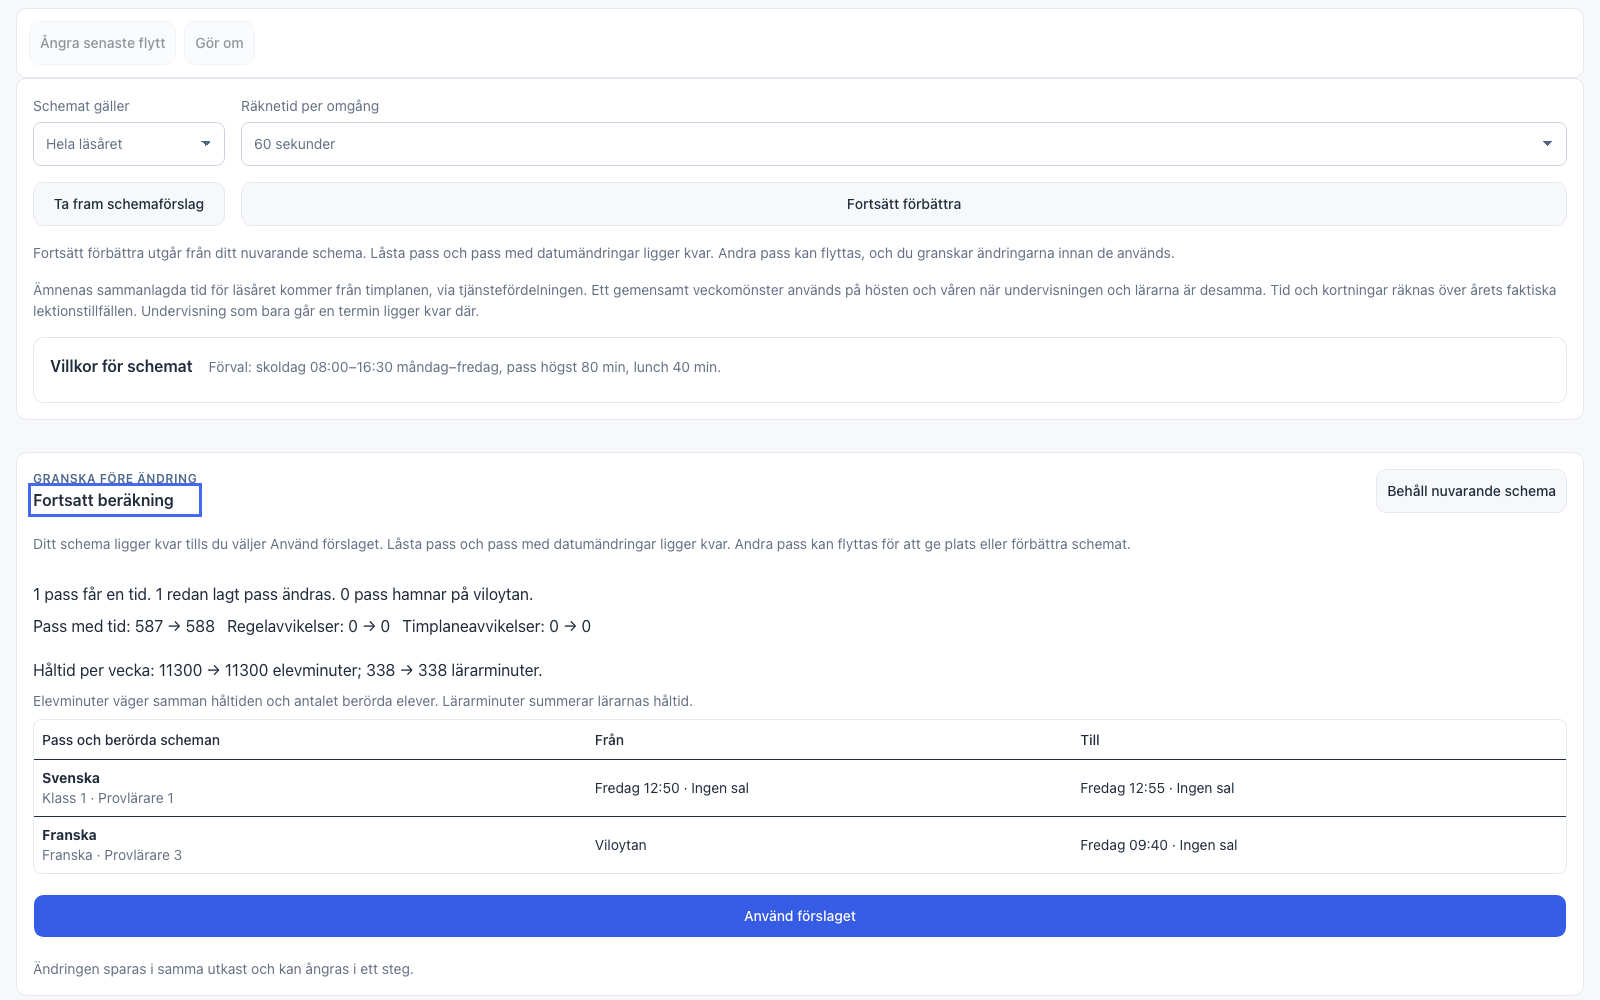 Ångra senaste flytt
Gör om
Schemat gäller
Räknetid per omgång
Hela läsåret
60 sekunder
Ta fram schemaförslag
Fortsätt förbättra
Fortsätt förbättra utgår från ditt nuvarande schema. Låsta pass och pass med datumändringar ligger kvar. Andra pass kan flyttas, och du granskar ändringarna innan de används.
Ämnenas sammanlagda tid för läsåret kommer från timplanen, via tjänstefördelningen. Ett gemensamt veckomönster används på hösten och våren när undervisningen och lärarna är desamma. Tid och kortningar räknas över årets faktiska
lektionstillfällen. Undervisning som bara går en termin ligger kvar där.
Villkor för schemat Förval: skoldag 08:00–16:30 måndag–fredag, pass högst 80 min, lunch 40 min.
GRANSKA FÖRE ÄNDRING
Fortsatt beräkning
Behåll nuvarande schema
Ditt schema ligger kvar tills du väljer Använd förslaget. Låsta pass och pass med datumändringar ligger kvar. Andra pass kan flyttas för att ge plats eller förbättra schemat.
1 pass får en tid. 1 redan lagt pass ändras. 0 pass hamnar på viloytan.
Pass med tid: 587 → 588 Regelavvikelser: 0 → 0 Timplaneavvikelser: 0 → 0
Håltid per vecka: 11300 → 11300 elevminuter; 338 → 338 lärarminuter.
Elevminuter väger samman håltiden och antalet berörda elever. Lärarminuter summerar lärarnas håltid.
Pass och berörda scheman Från Till
Svenska
Klass 1 · Provlärare 1
Fredag 12:50 · Ingen sal
Fredag 12:55 · Ingen sal
Franska
Franska · Provlärare 3
Viloytan
Fredag 09:40 · Ingen sal
Använd förslaget
Ändringen sparas i samma utkast och kan ångras i ett steg.